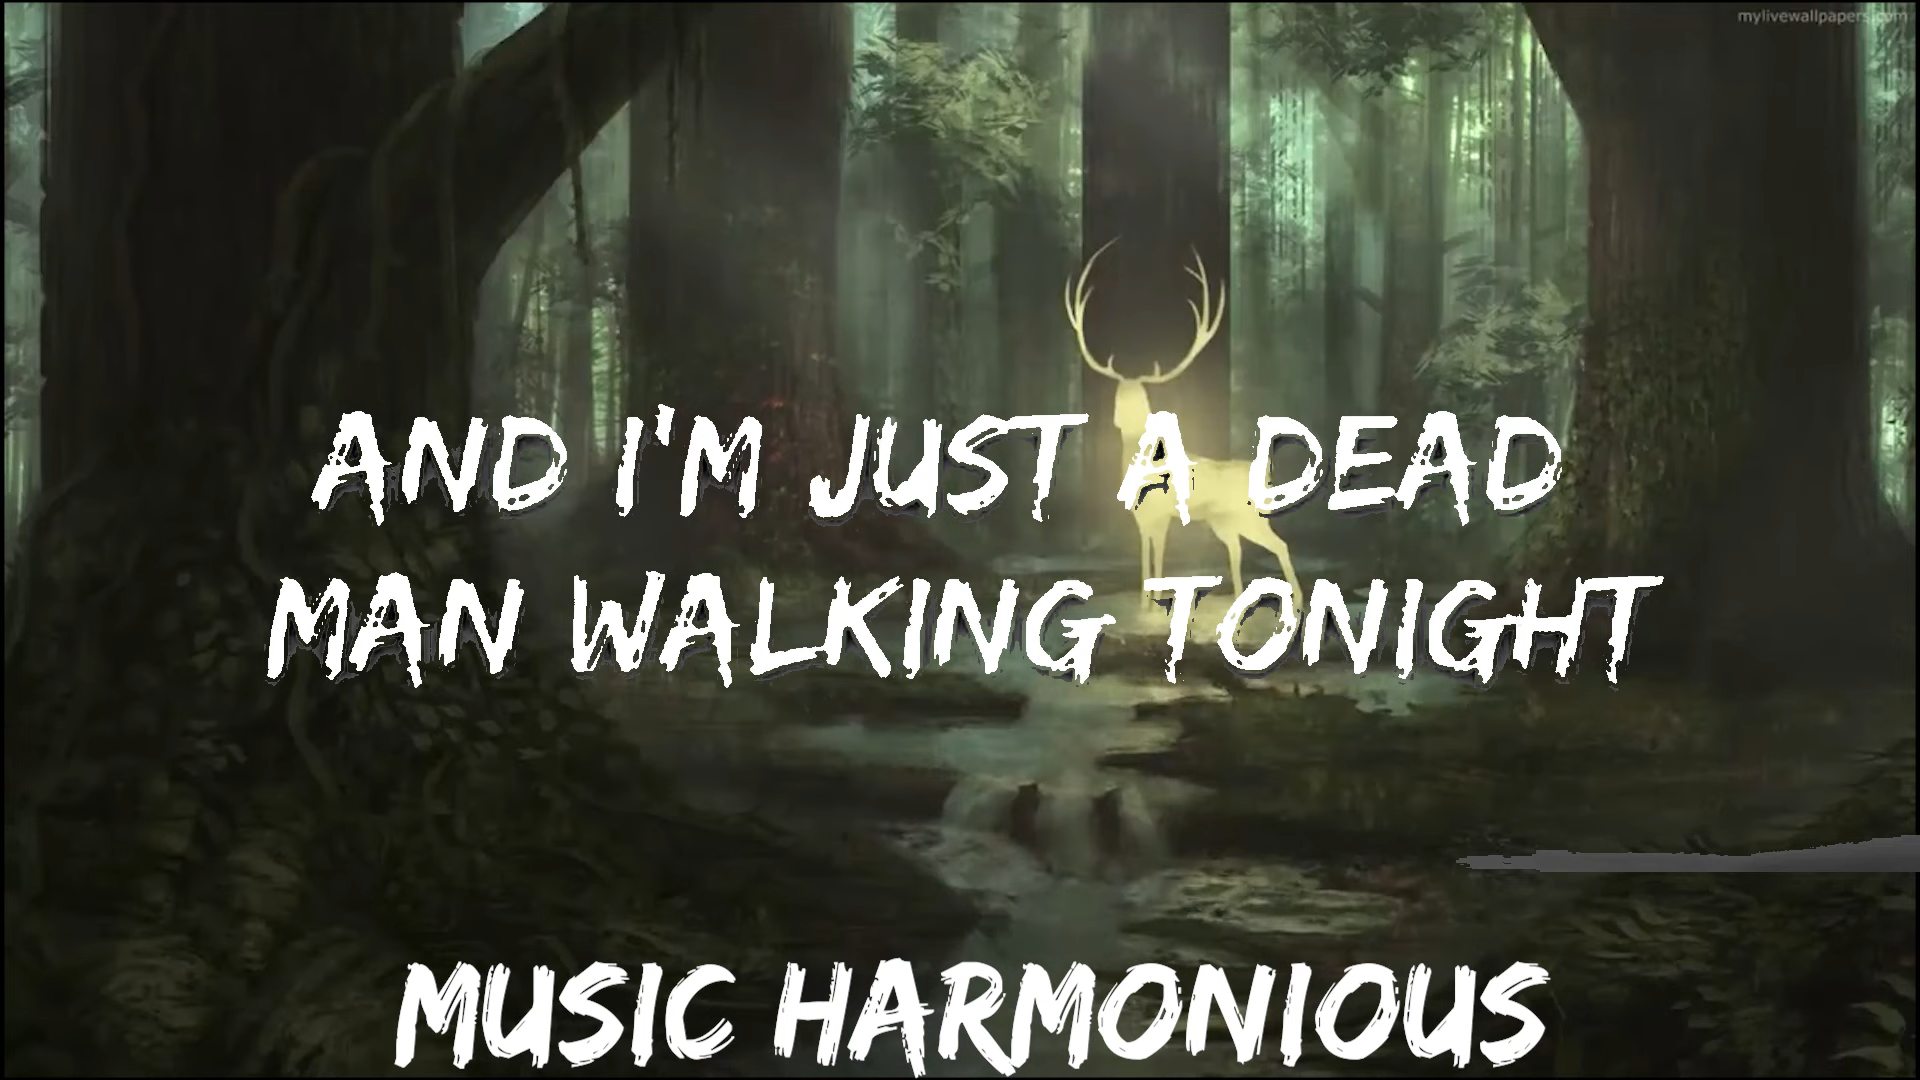 mylivewallpapers.com
AND I'M JUST A DEAD
MAN WALKING TONIGHT
MUSIC HARMONIOUS